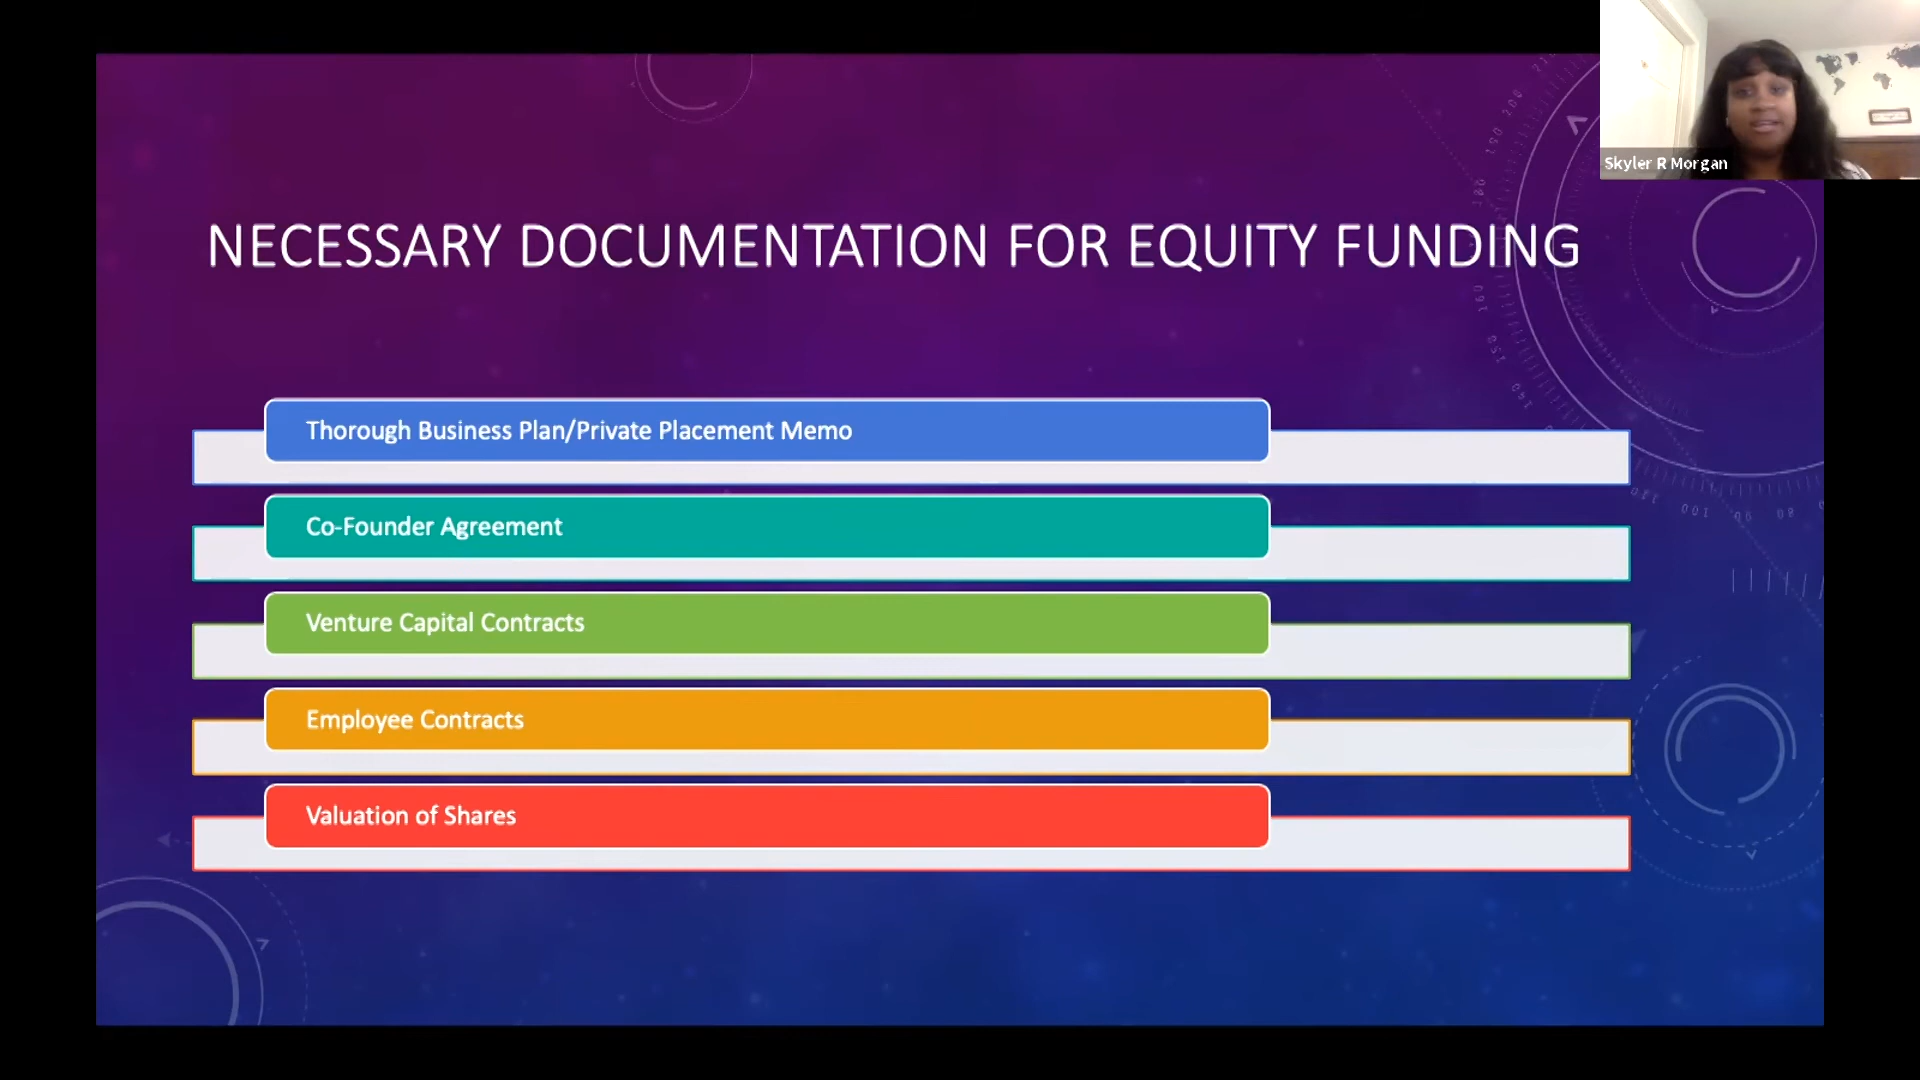 Skyler R Morgan
NECESSARY DOCUMENTATION FOR EQUITY FUNDING
Thorough Business Plan/Private Placement Memo
Co-Founder Agreement
Venture Capital Contracts
Employee Contracts
Valuation of Shares